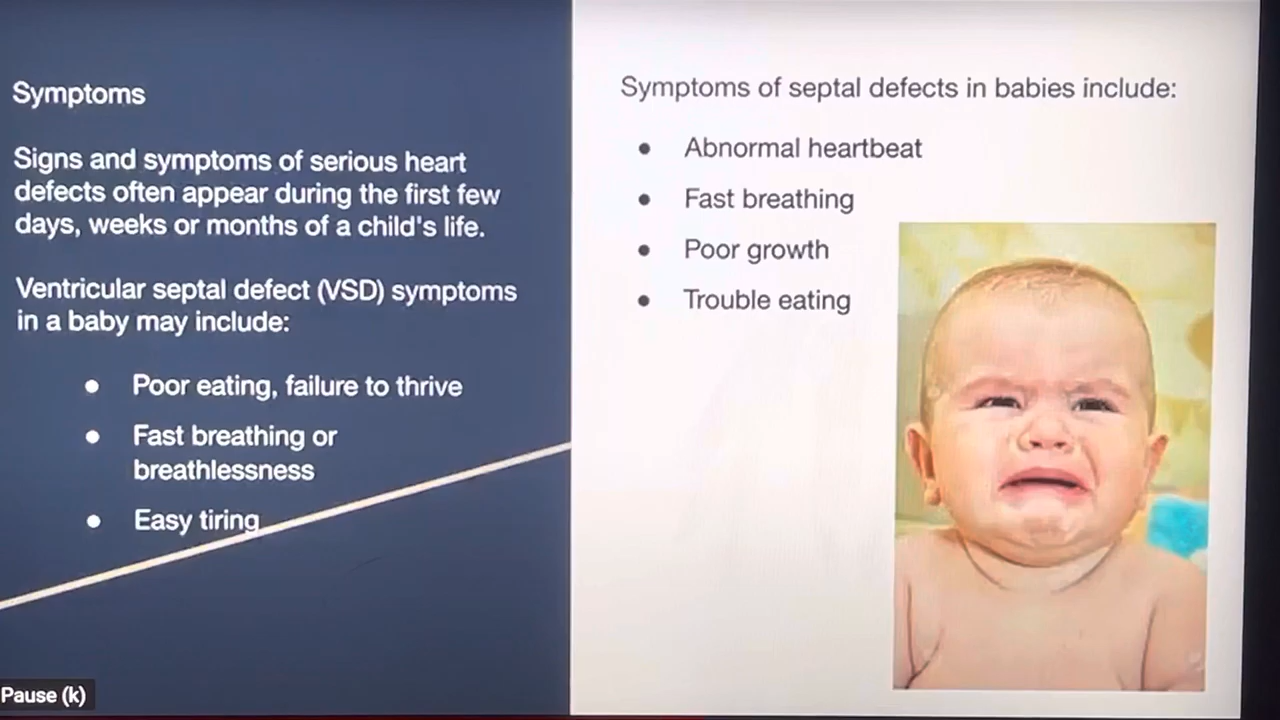 Symptoms
Signs and symptoms of serious heart
defects often appear during the first few
days, weeks or months of a child's life.
Ventricular septal defect (VSD) symptoms
in a baby may include:
● Poor eating, failure to thrive
● Fast breathing or
breathlessness
● Easy tiring
Symptoms of septal defects in babies include:
● Abnormal heartbeat
● Fast breathing
● Poor growth
● Trouble eating
Pause (k)